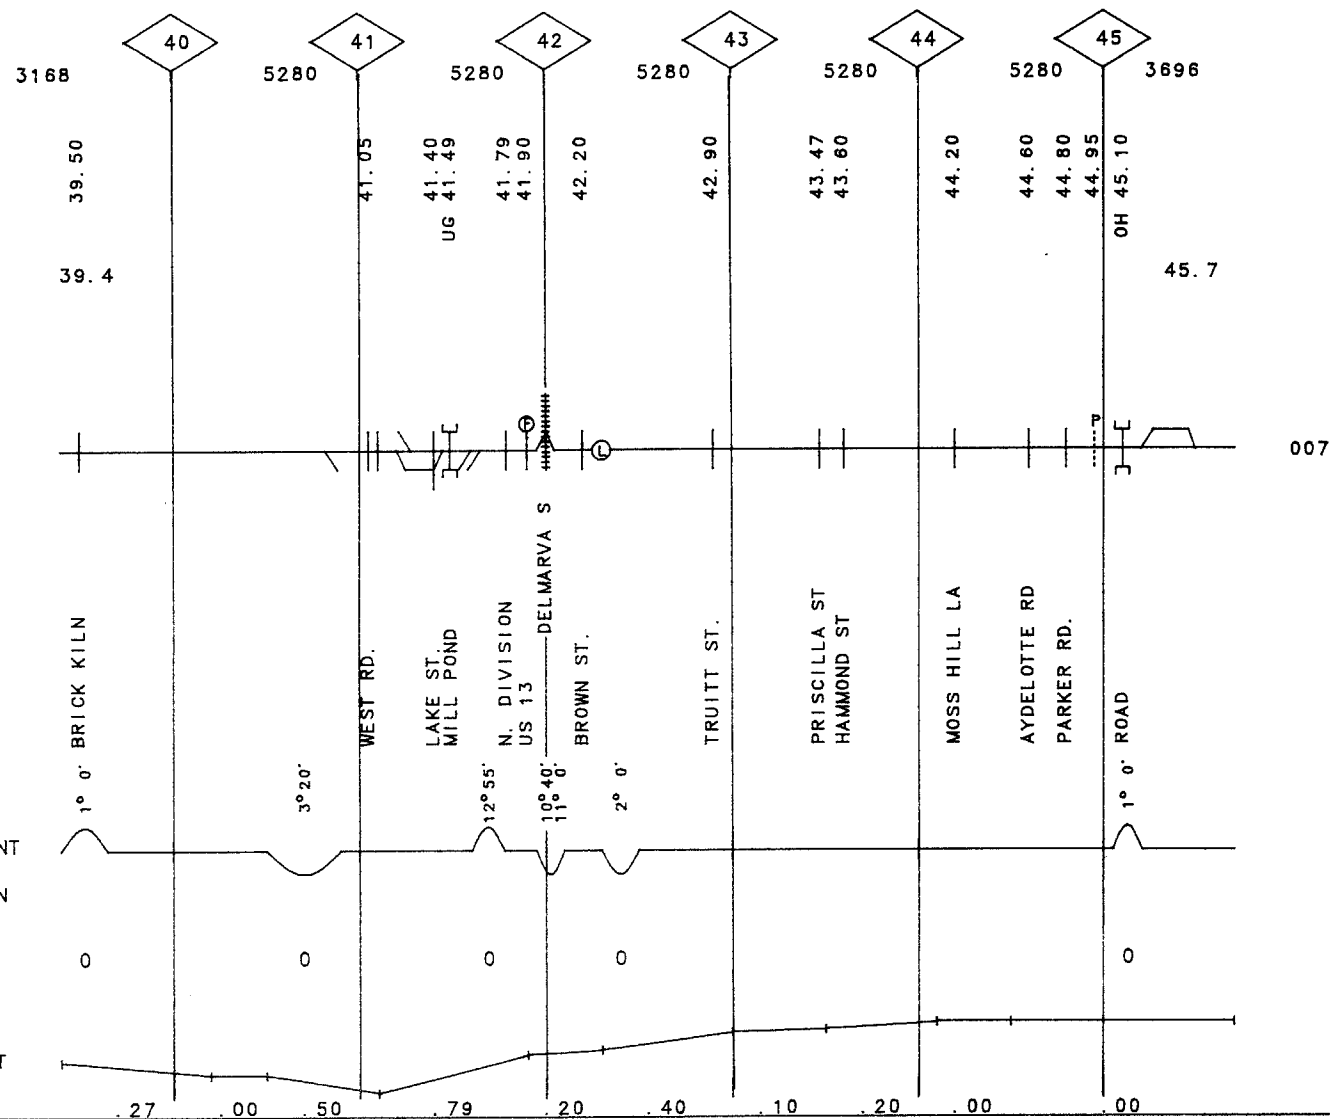 40 41 42 43 44 45
3168 5280 5280 5280 5280 5280 3696
39.50
41.05
41.40
UG 41.49
41.79
41.90
42.20
42.90
43.47
43.60
44.20
44.60
44.80
44.95
OH 45.10
39.4
45.7
F
L
P
007
BRICK KILN
WEST RD.
LAKE ST.
MILL POND
N. DIVISION
US 13
DELMARVA S
BROWN ST.
TRUITT ST.
PRISCILLA ST
HAMMOND ST
MOSS HILL LA
AYDELOTTE RD
PARKER RD.
ROAD
1° 0'
3°20'
12°55'
10°40'
11° 0'
2° 0'
1° 0'
NT
N
0 0 0 0 0
T
.27 .00 .50 .79 .20 .40 .10 .20 .00 .00